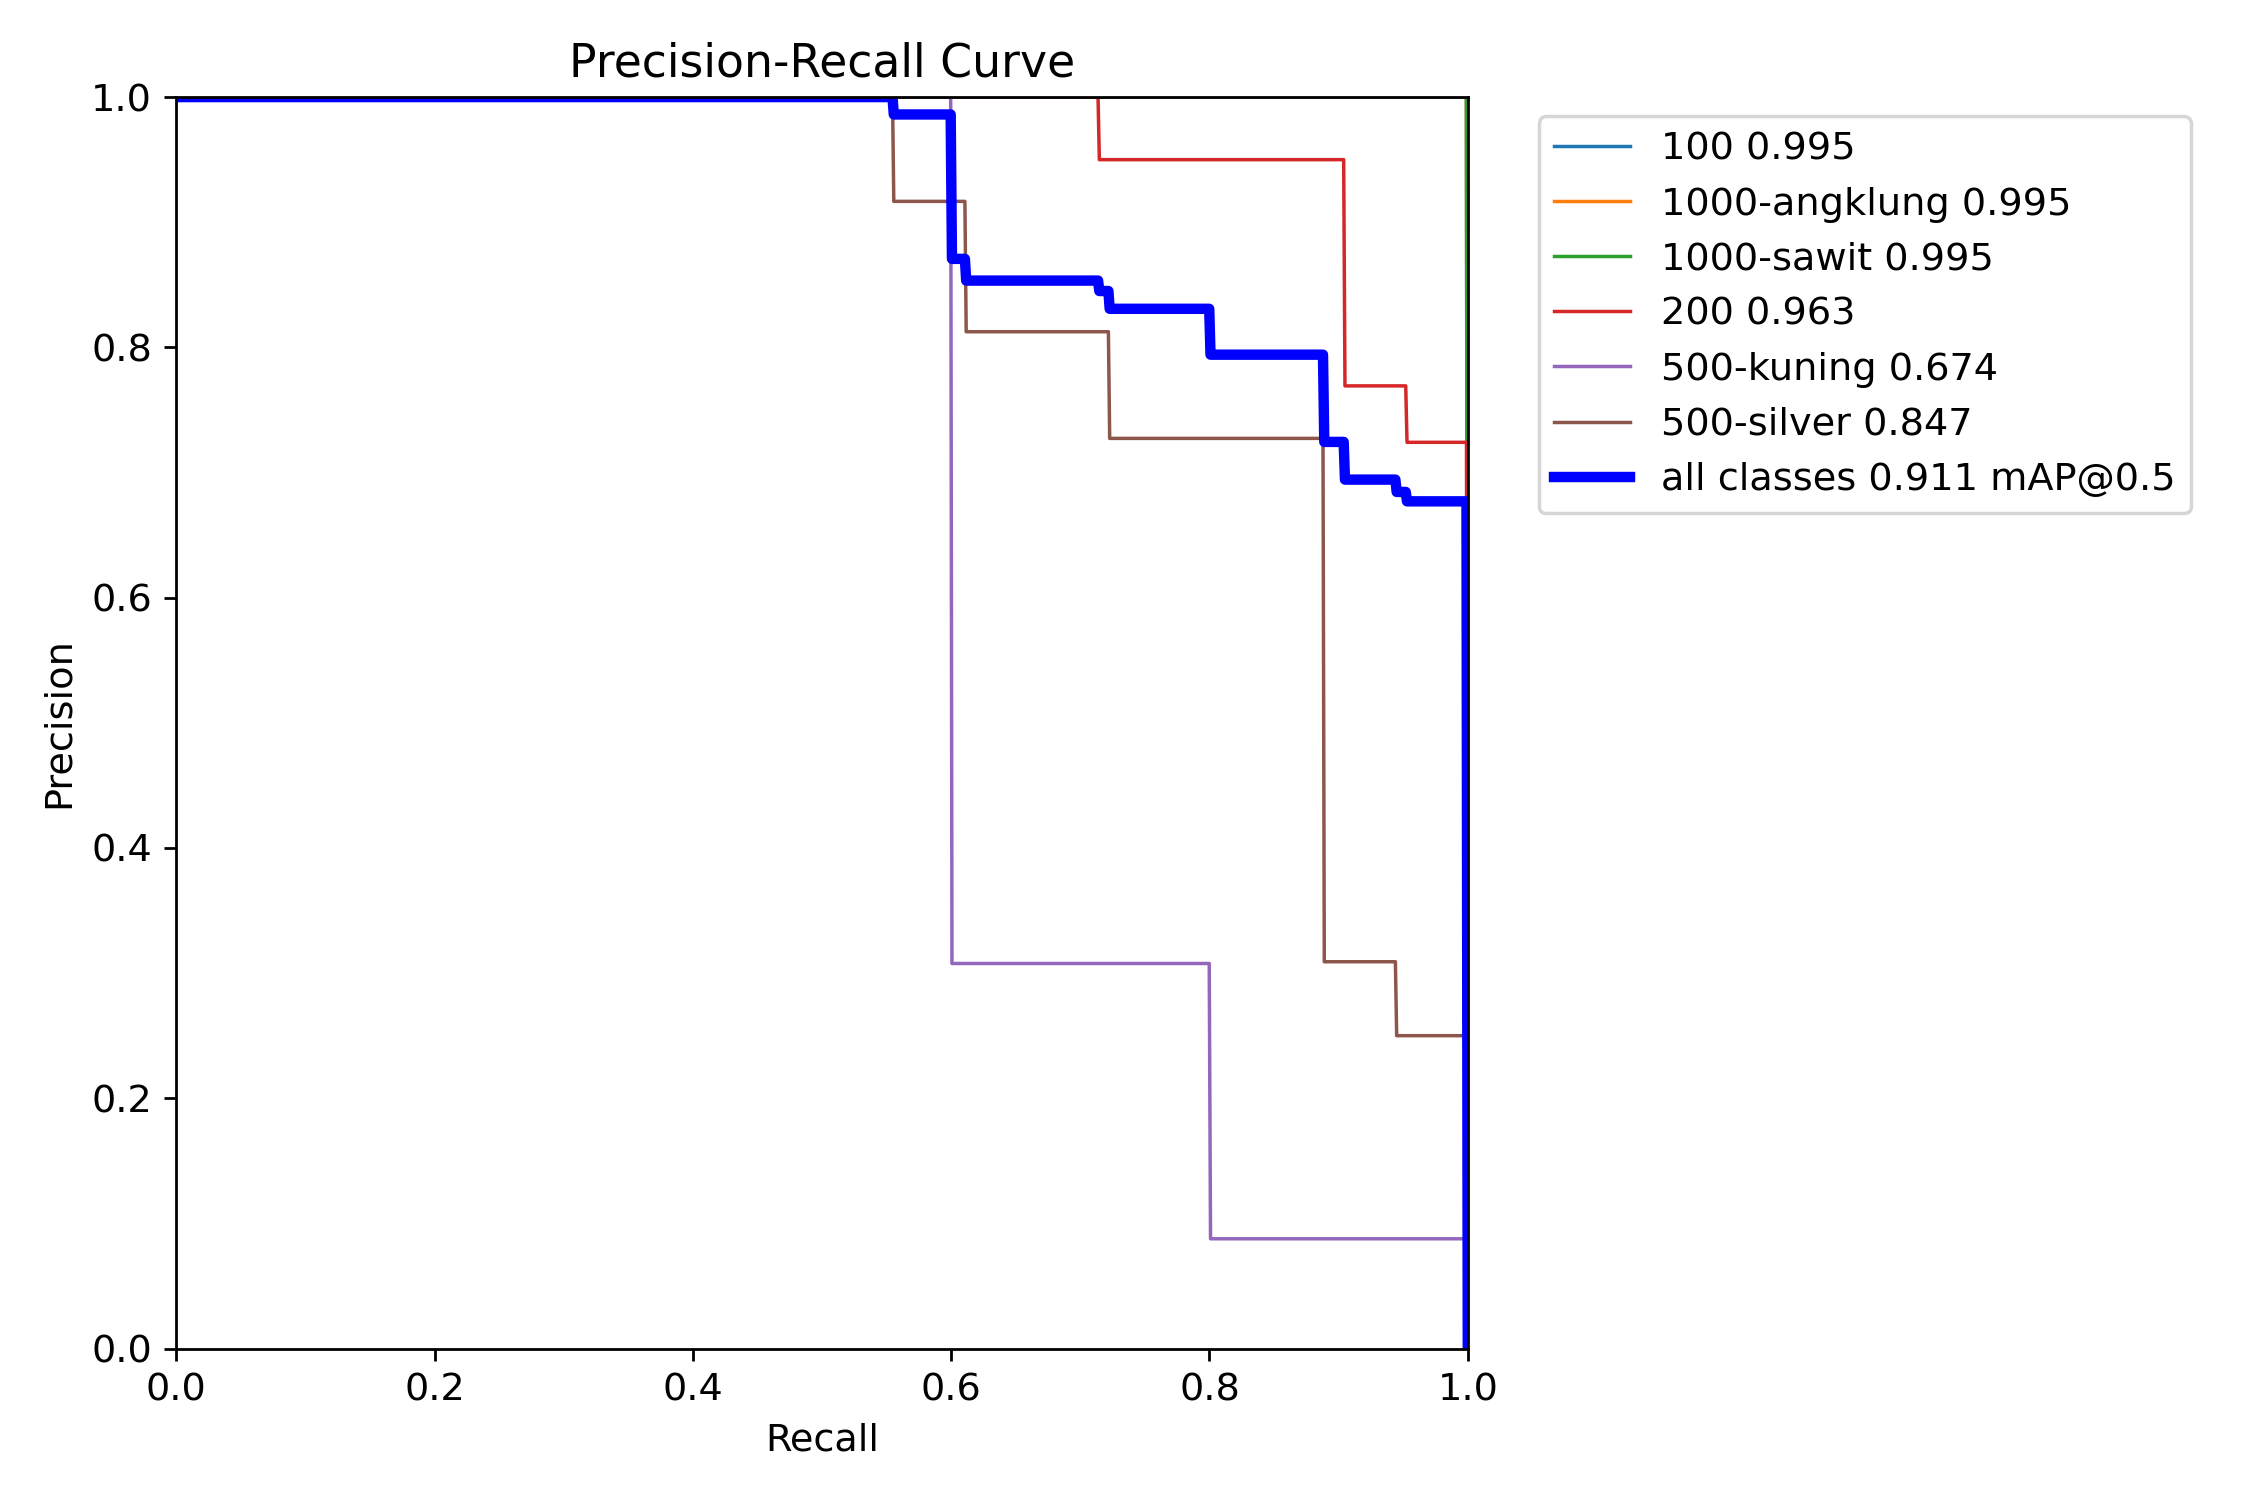 Precision-Recall Curve
1.0
0.8
0.6
0.4
0.2
0.0
Precision
0.0 0.2 0.4 0.6 0.8 1.0
Recall
100 0.995
1000-angklung 0.995
1000-sawit 0.995
200 0.963
500-kuning 0.674
500-silver 0.847
all classes 0.911 mAP@0.5